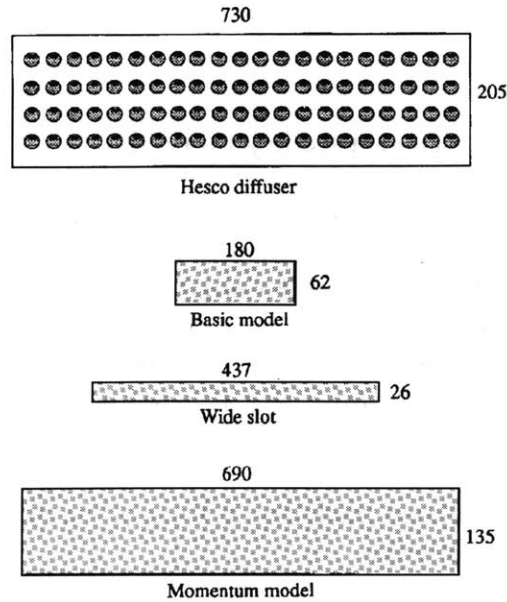 730
205
Hesco diffuser
180
62
Basic model
437
26
Wide slot
690
135
Momentum model